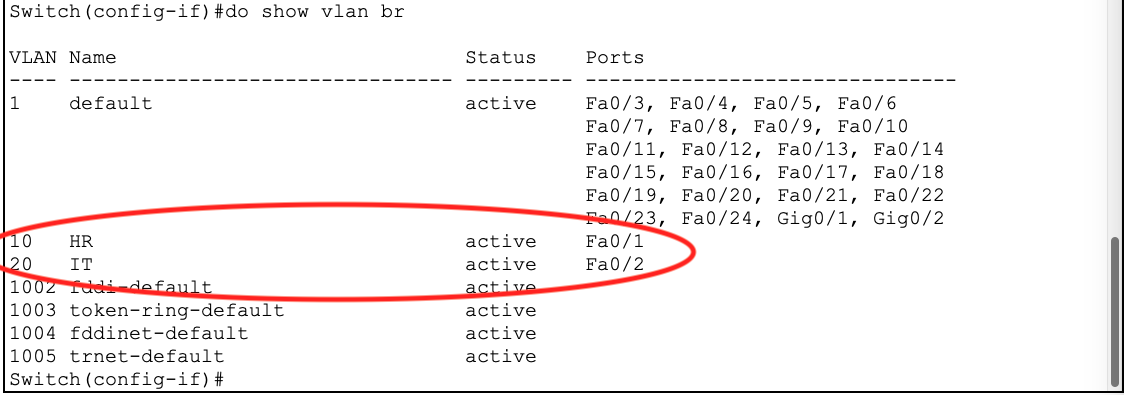 Switch(config-if)#do show vlan br
VLAN Name                             Status    Ports
---- -------------------------------- --------- -------------------------------
1    default                          active    Fa0/3, Fa0/4, Fa0/5, Fa0/6
                                                Fa0/7, Fa0/8, Fa0/9, Fa0/10
                                                Fa0/11, Fa0/12, Fa0/13, Fa0/14
                                                Fa0/15, Fa0/16, Fa0/17, Fa0/18
                                                Fa0/19, Fa0/20, Fa0/21, Fa0/22
                                                Fa0/23, Fa0/24, Gig0/1, Gig0/2
10   HR                               active    Fa0/1
20   IT                               active    Fa0/2
1002 fddi-default                     active
1003 token-ring-default               active
1004 fddinet-default                  active
1005 trnet-default                    active
Switch(config-if)#